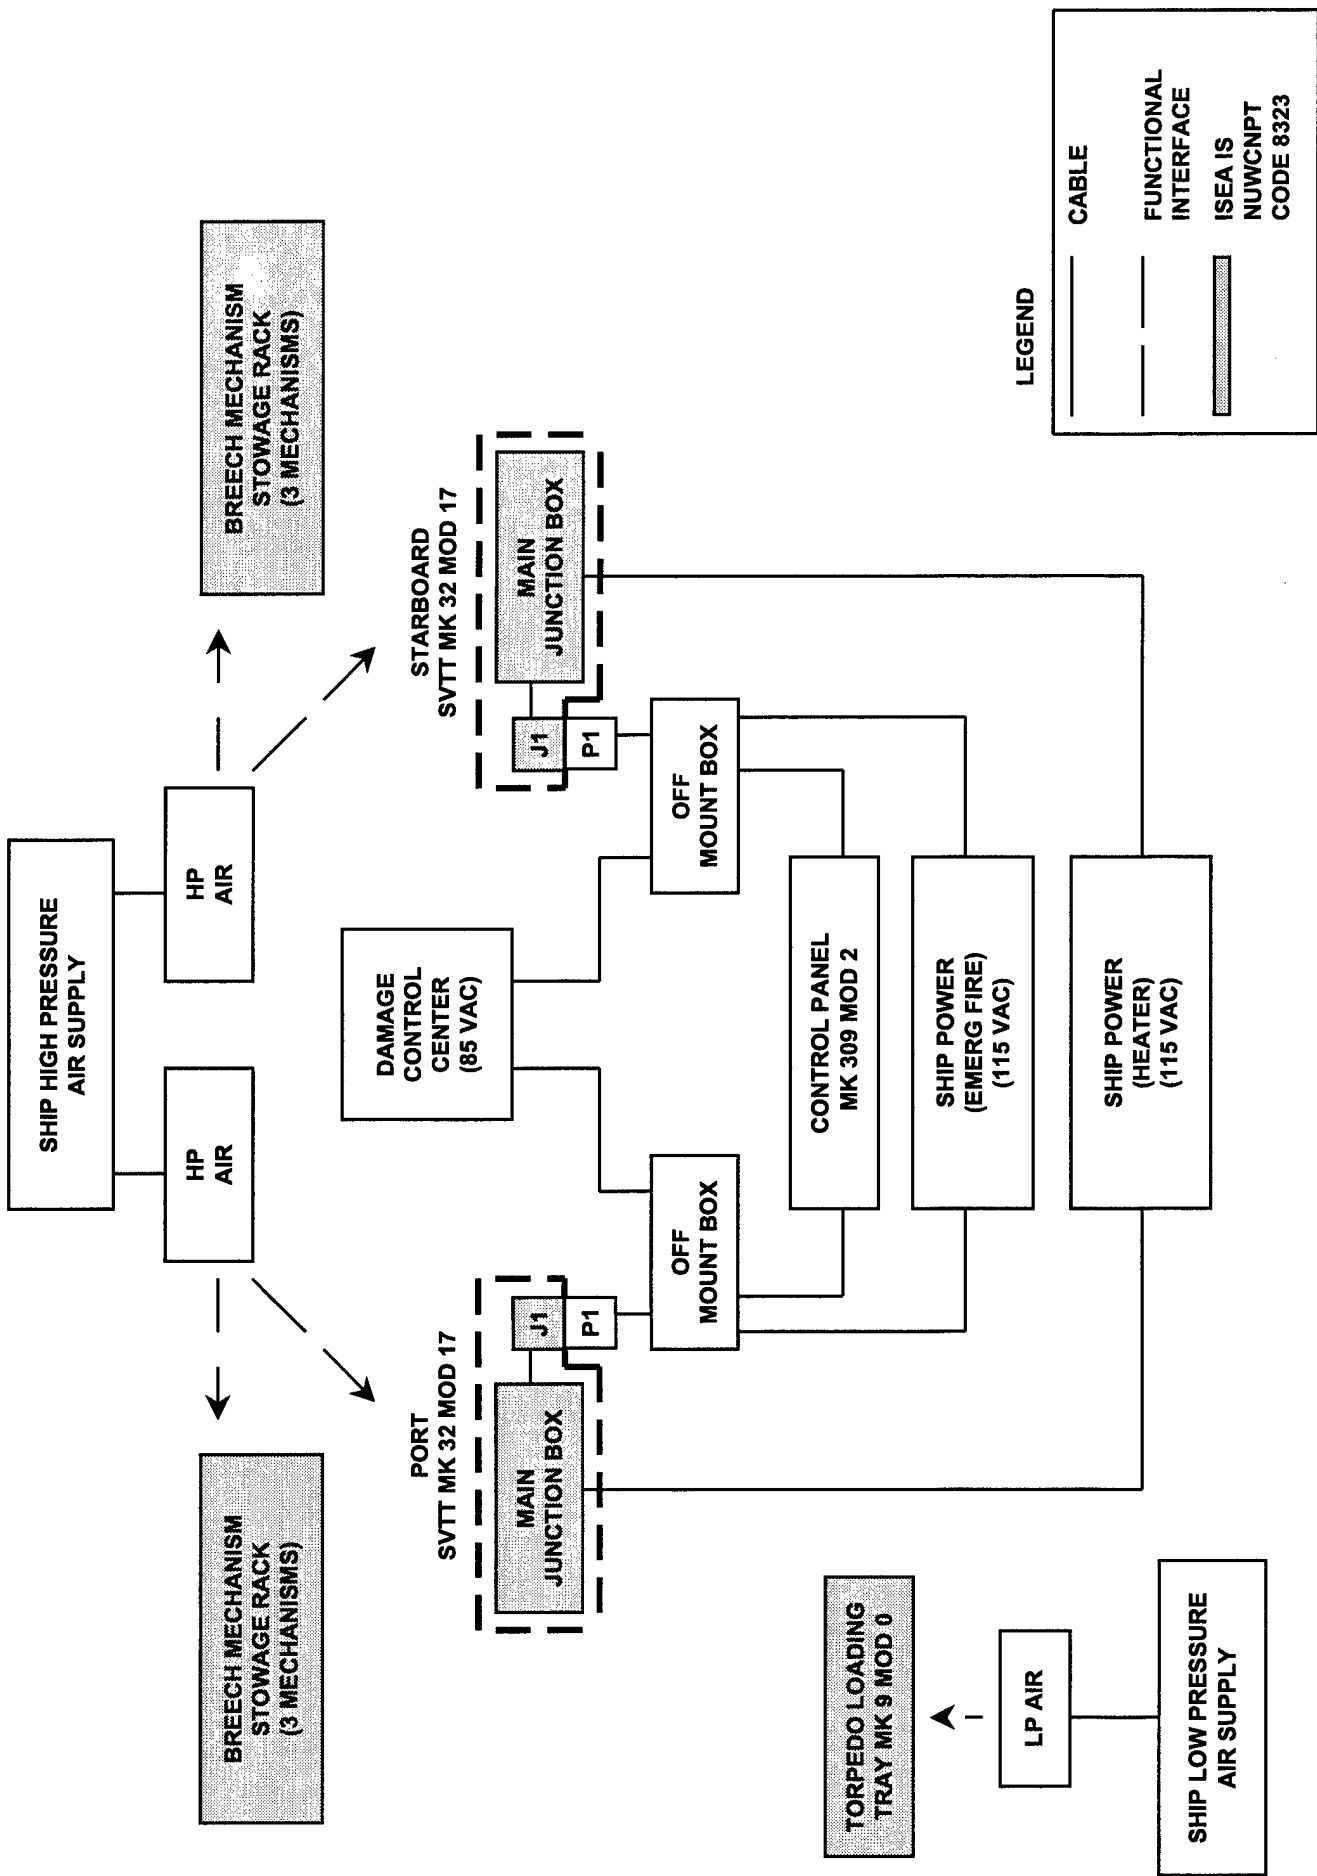 SHIP HIGH PRESSURE
AIR SUPPLY
HP
AIR
HP
AIR
BREECH MECHANISM
STOWAGE RACK
(3 MECHANISMS)
BREECH MECHANISM
STOWAGE RACK
(3 MECHANISMS)
DAMAGE
CONTROL
CENTER
(85 VAC)
PORT
SVTT MK 32 MOD 17
STARBOARD
SVTT MK 32 MOD 17
MAIN
JUNCTION BOX
J1
P1
J1
P1
MAIN
JUNCTION BOX
OFF
MOUNT BOX
OFF
MOUNT BOX
CONTROL PANEL
MK 309 MOD 2
SHIP POWER
(EMERG FIRE)
(115 VAC)
SHIP POWER
(HEATER)
(115 VAC)
TORPEDO LOADING
TRAY MK 9 MOD 0
LP AIR
SHIP LOW PRESSURE
AIR SUPPLY
LEGEND
CABLE
FUNCTIONAL
INTERFACE
ISEA IS
NUWCNPT
CODE 8323